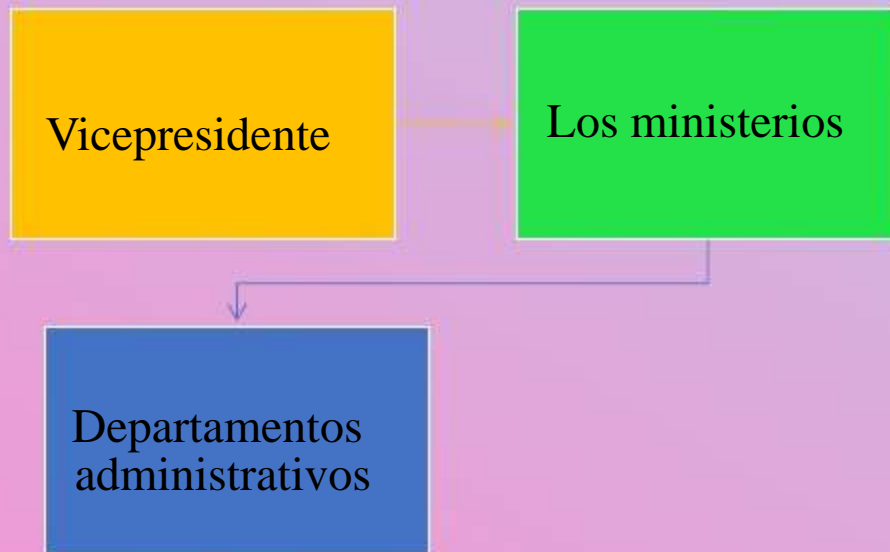 Vicepresidente
Los ministerios
Departamentos
administrativos